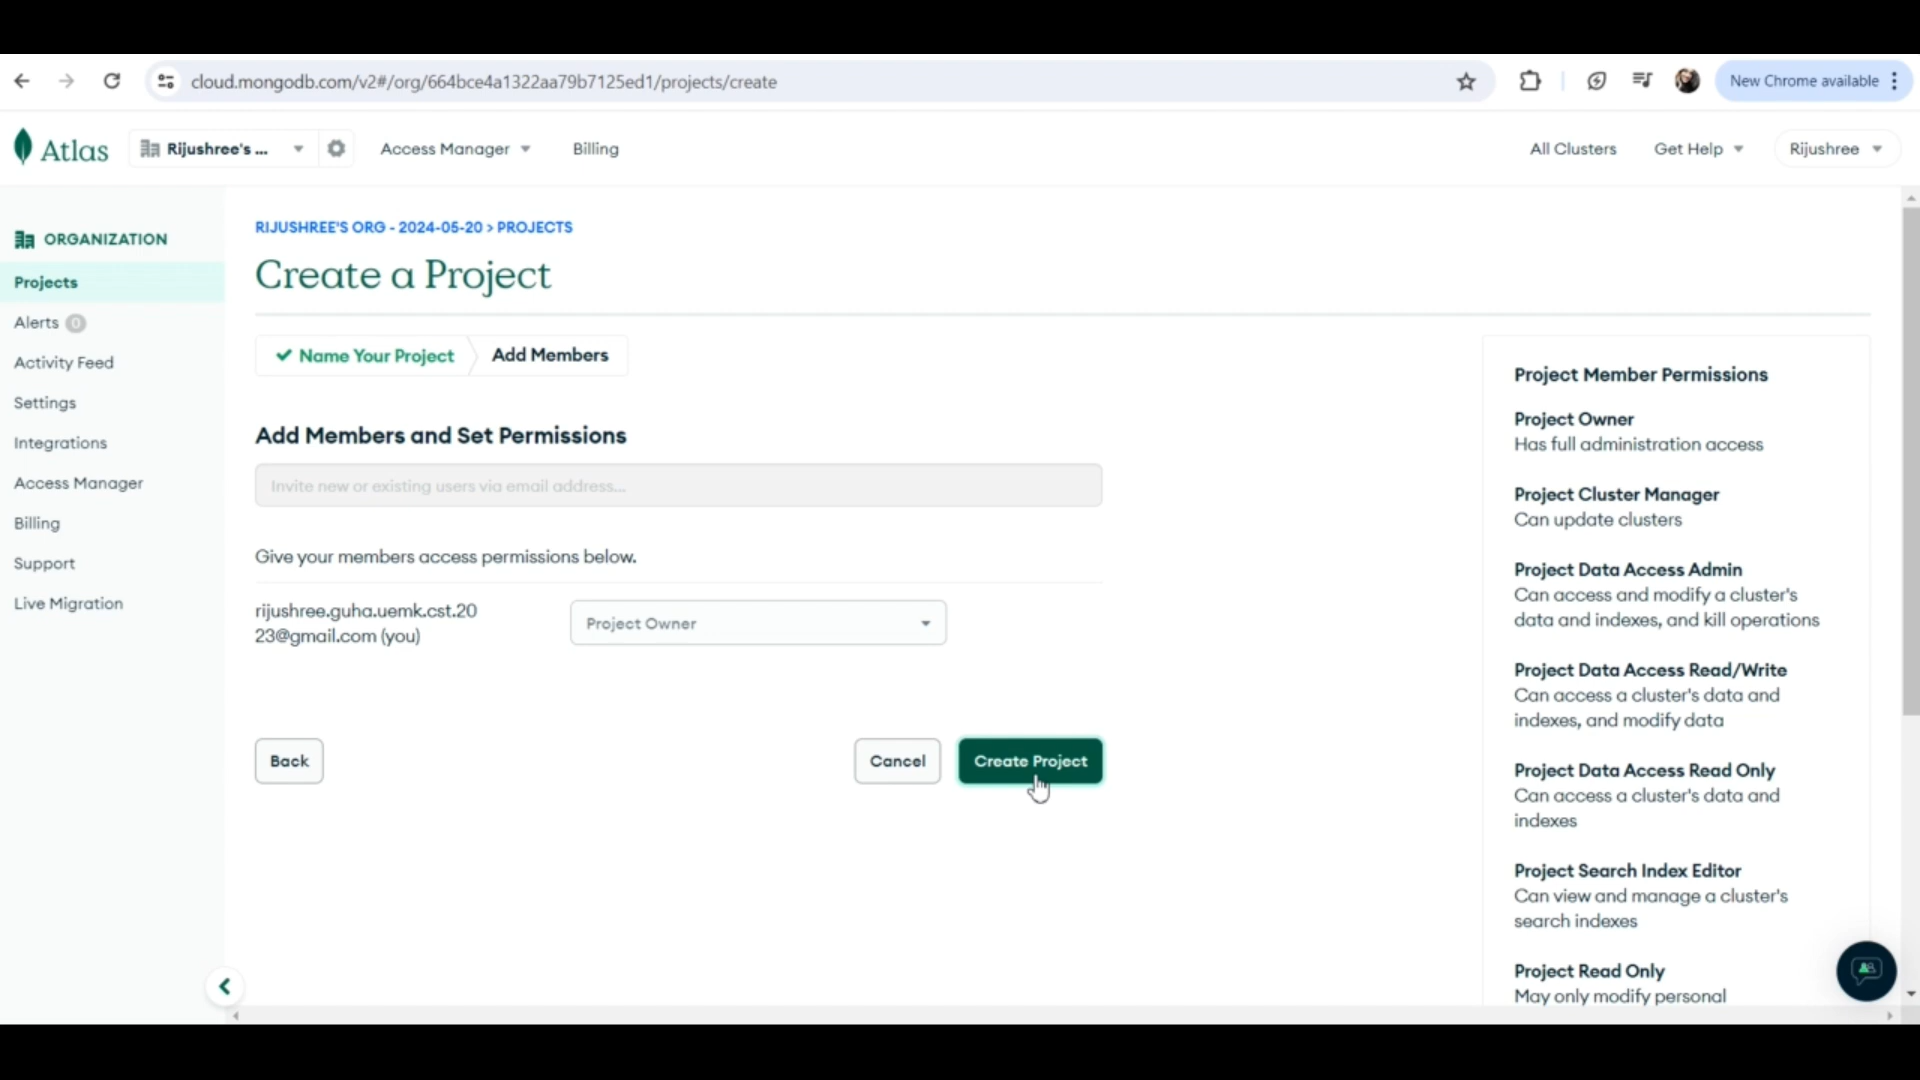 cloud.mongodb.com/v2#/org/664bce4a1322aa79b7125ed1/projects/create
New Chrome available
Atlas
Rijushree's ...
Access Manager
Billing
All Clusters
Get Help
Rijushree
ORGANIZATION
Projects
Alerts 0
Activity Feed
Settings
Integrations
Access Manager
Billing
Support
Live Migration
RIJUSHREE'S ORG - 2024-05-20 > PROJECTS
Create a Project
Name Your Project
Add Members
Add Members and Set Permissions
Invite new or existing users via email address...
Give your members access permissions below.
rijushree.guha.uemk.cst.20
23@gmail.com (you)
Project Owner
Back
Cancel
Create Project
Project Member Permissions
Project Owner
Has full administration access
Project Cluster Manager
Can update clusters
Project Data Access Admin
Can access and modify a cluster's
data and indexes, and kill operations
Project Data Access Read/Write
Can access a cluster's data and
indexes, and modify data
Project Data Access Read Only
Can access a cluster's data and
indexes
Project Search Index Editor
Can view and manage a cluster's
search indexes
Project Read Only
May only modify personal